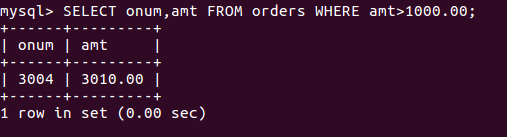 mysql> SELECT onum,amt FROM orders WHERE amt>1000.00;
+------+---------+
| onum | amt     |
+------+---------+
| 3004 | 3010.00 |
+------+---------+
1 row in set (0.00 sec)